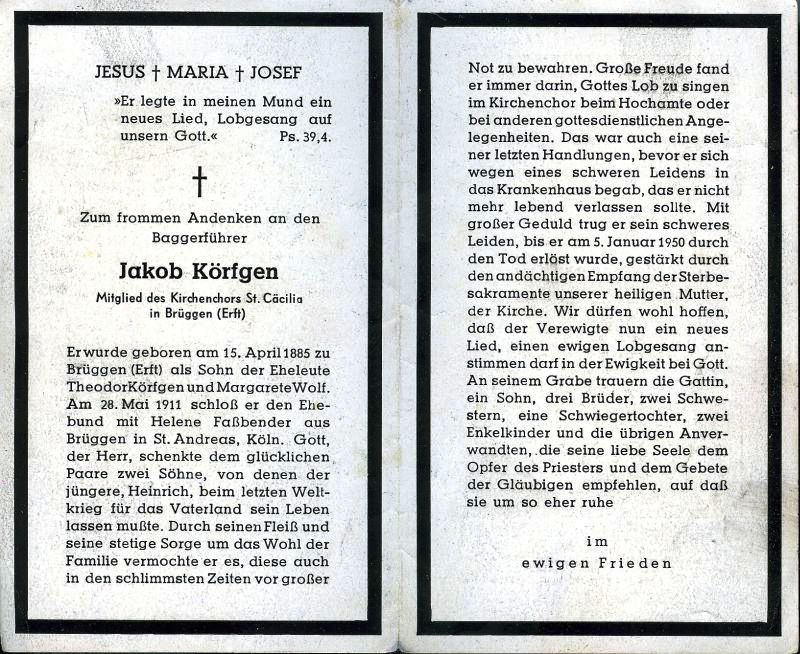 JESUS † MARIA † JOSEF
»Er legte in meinen Mund ein
neues Lied, Lobgesang auf
unsern Gott.« Ps. 39,4.
†
Zum frommen Andenken an den
Baggerführer
Jakob Körfgen
Mitglied des Kirchenchors St. Cäcilia
in Brüggen (Erft)
Er wurde geboren am 15. April 1885 zu
Brüggen (Erft) als Sohn der Eheleute
Theodor Körfgen und Margarete Wolf.
Am 28. Mai 1911 schloß er den Ehe-
bund mit Helene Faßbender aus
Brüggen in St. Andreas, Köln. Gott,
der Herr, schenkte dem glücklichen
Paare zwei Söhne, von denen der
jüngere, Heinrich, beim letzten Welt-
krieg für das Vaterland sein Leben
lassen mußte. Durch seinen Fleiß und
seine stetige Sorge um das Wohl der
Familie vermochte er es, diese auch
in den schlimmsten Zeiten vor großer
Not zu bewahren. Große Freude fand
er immer darin, Gottes Lob zu singen
im Kirchenchor beim Hochamte oder
bei anderen gottesdienstlichen Ange-
legenheiten. Das war auch eine sei-
ner letzten Handlungen, bevor er sich
wegen eines schweren Leidens in
das Krankenhaus begab, das er nicht
mehr lebend verlassen sollte. Mit
großer Geduld trug er sein schweres
Leiden, bis er am 5. Januar 1950 durch
den Tod erlöst wurde, gestärkt durch
den andächtigen Empfang der Sterbe-
sakramente unserer heiligen Mutter,
der Kirche. Wir dürfen wohl hoffen,
daß der Verewigte nun ein neues
Lied, einen ewigen Lobgesang an-
stimmen darf in der Ewigkeit bei Gott.
An seinem Grabe trauern die Gattin,
ein Sohn, drei Brüder, zwei Schwe-
stern, eine Schwiegertochter, zwei
Enkelkinder und die übrigen Anver-
wandten, die seine liebe Seele dem
Opfer des Priesters und dem Gebete
der Gläubigen empfehlen, auf daß
sie um so eher ruhe
im
ewigen Frieden